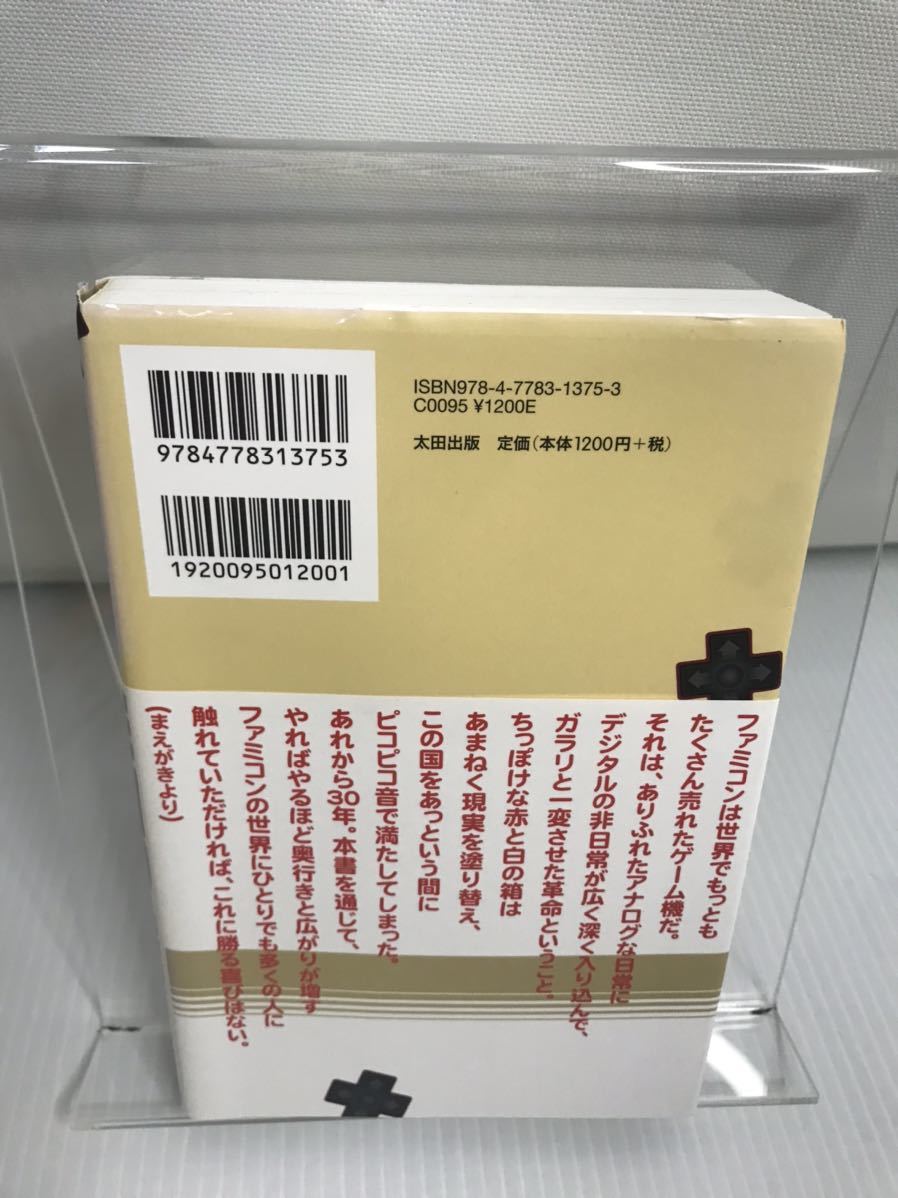 9784778313753
1920095012001
ISBN978-4-7783-1375-3
C0095 ¥1200E
太田出版 定価(本体1200円+税)
ファミコンは世界でもっとも
たくさん売れたゲーム機だ。
それは、ありふれたアナログな日常に
デジタルの非日常が広く深く入り込んで、
ガラリと一変させた革命ということ。
ちっぽけな赤と白の箱は
あまねく現実を塗り替え、
この国をあっという間に
ピコピコ音で満たしてしまった。
あれから30年。本書を通じて、
やればやるほど奥行きと広がりが増す
ファミコンの世界にひとりでも多くの人に
触れていただければ、これに勝る喜びはない。
(まえがきより)